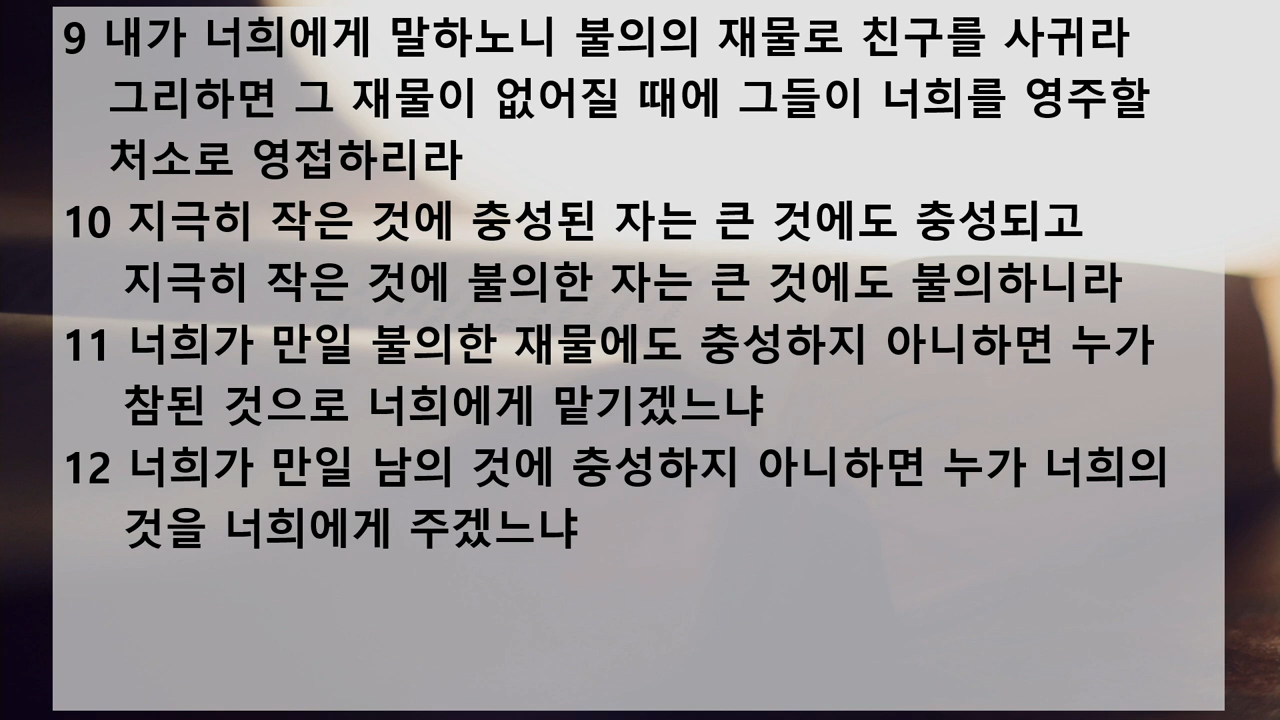 9 내가 너희에게 말하노니 불의의 재물로 친구를 사귀라
그리하면 그 재물이 없어질 때에 그들이 너희를 영주할
처소로 영접하리라
10 지극히 작은 것에 충성된 자는 큰 것에도 충성되고
지극히 작은 것에 불의한 자는 큰 것에도 불의하니라
11 너희가 만일 불의한 재물에도 충성하지 아니하면 누가
참된 것으로 너희에게 맡기겠느냐
12 너희가 만일 남의 것에 충성하지 아니하면 누가 너희의
것을 너희에게 주겠느냐